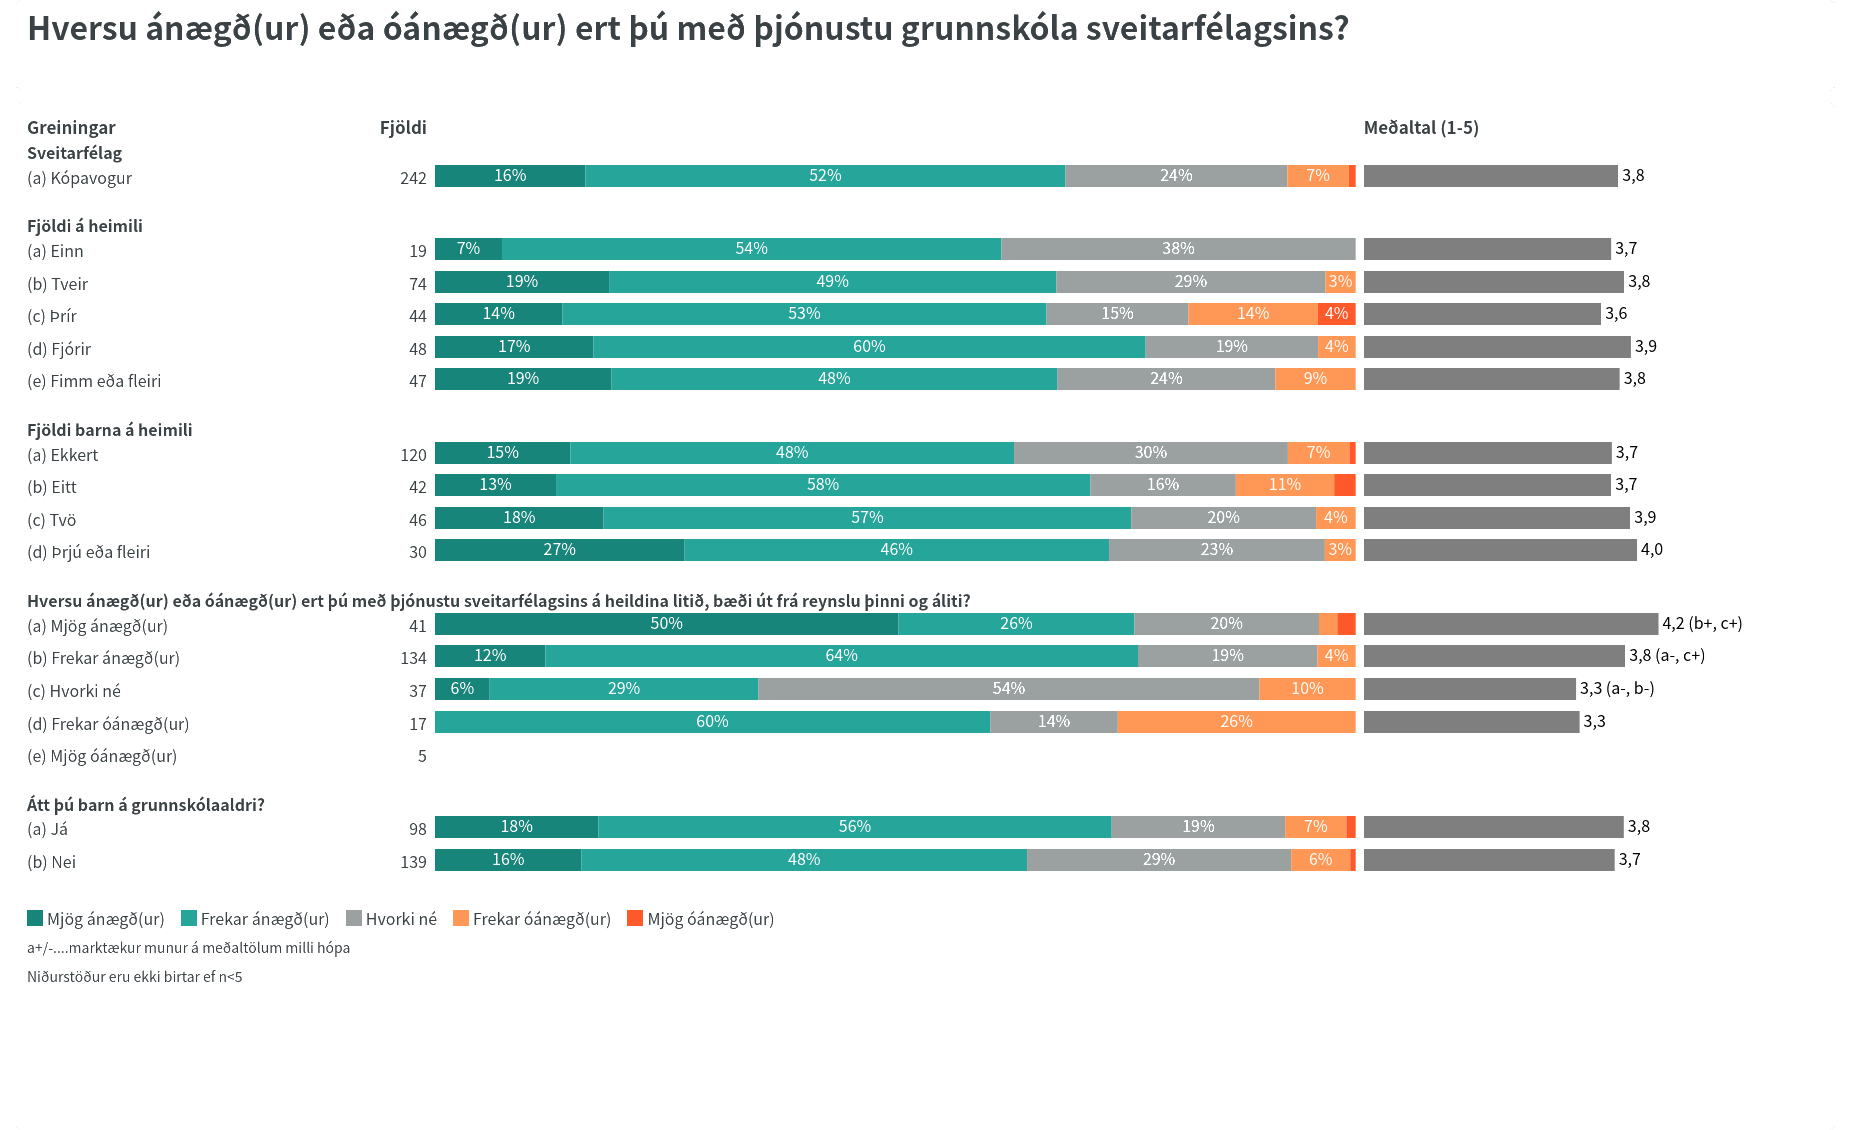 Hversu ánægð(ur) eða óánægð(ur) ert þú með þjónustu grunnskóla sveitarfélagsins?
Greiningar Fjöldi Meðaltal (1-5)
Sveitarfélag
(a) Kópavogur 242 16% 52% 24% 7% 3,8
Fjöldi á heimili
(a) Einn 19 7% 54% 38% 3,7
(b) Tveir 74 19% 49% 29% 3% 3,8
(c) Þrír 44 14% 53% 15% 14% 4% 3,6
(d) Fjórir 48 17% 60% 19% 4% 3,9
(e) Fimm eða fleiri 47 19% 48% 24% 9% 3,8
Fjöldi barna á heimili
(a) Ekkert 120 15% 48% 30% 7% 3,7
(b) Eitt 42 13% 58% 16% 11% 3,7
(c) Tvö 46 18% 57% 20% 4% 3,9
(d) Þrjú eða fleiri 30 27% 46% 23% 3% 4,0
Hversu ánægð(ur) eða óánægð(ur) ert þú með þjónustu sveitarfélagsins á heildina litið, bæði út frá reynslu þinni og áliti?
(a) Mjög ánægð(ur) 41 50% 26% 20% 4,2 (b+, c+)
(b) Frekar ánægð(ur) 134 12% 64% 19% 4% 3,8 (a-, c+)
(c) Hvorki né 37 6% 29% 54% 10% 3,3 (a-, b-)
(d) Frekar óánægð(ur) 17 60% 14% 26% 3,3
(e) Mjög óánægð(ur) 5
Átt þú barn á grunnskólaaldri?
(a) Já 98 18% 56% 19% 7% 3,8
(b) Nei 139 16% 48% 29% 6% 3,7
Mjög ánægð(ur) Frekar ánægð(ur) Hvorki né Frekar óánægð(ur) Mjög óánægð(ur)
a+/-....marktækur munur á meðaltölum milli hópa
Niðurstöður eru ekki birtar ef n<5